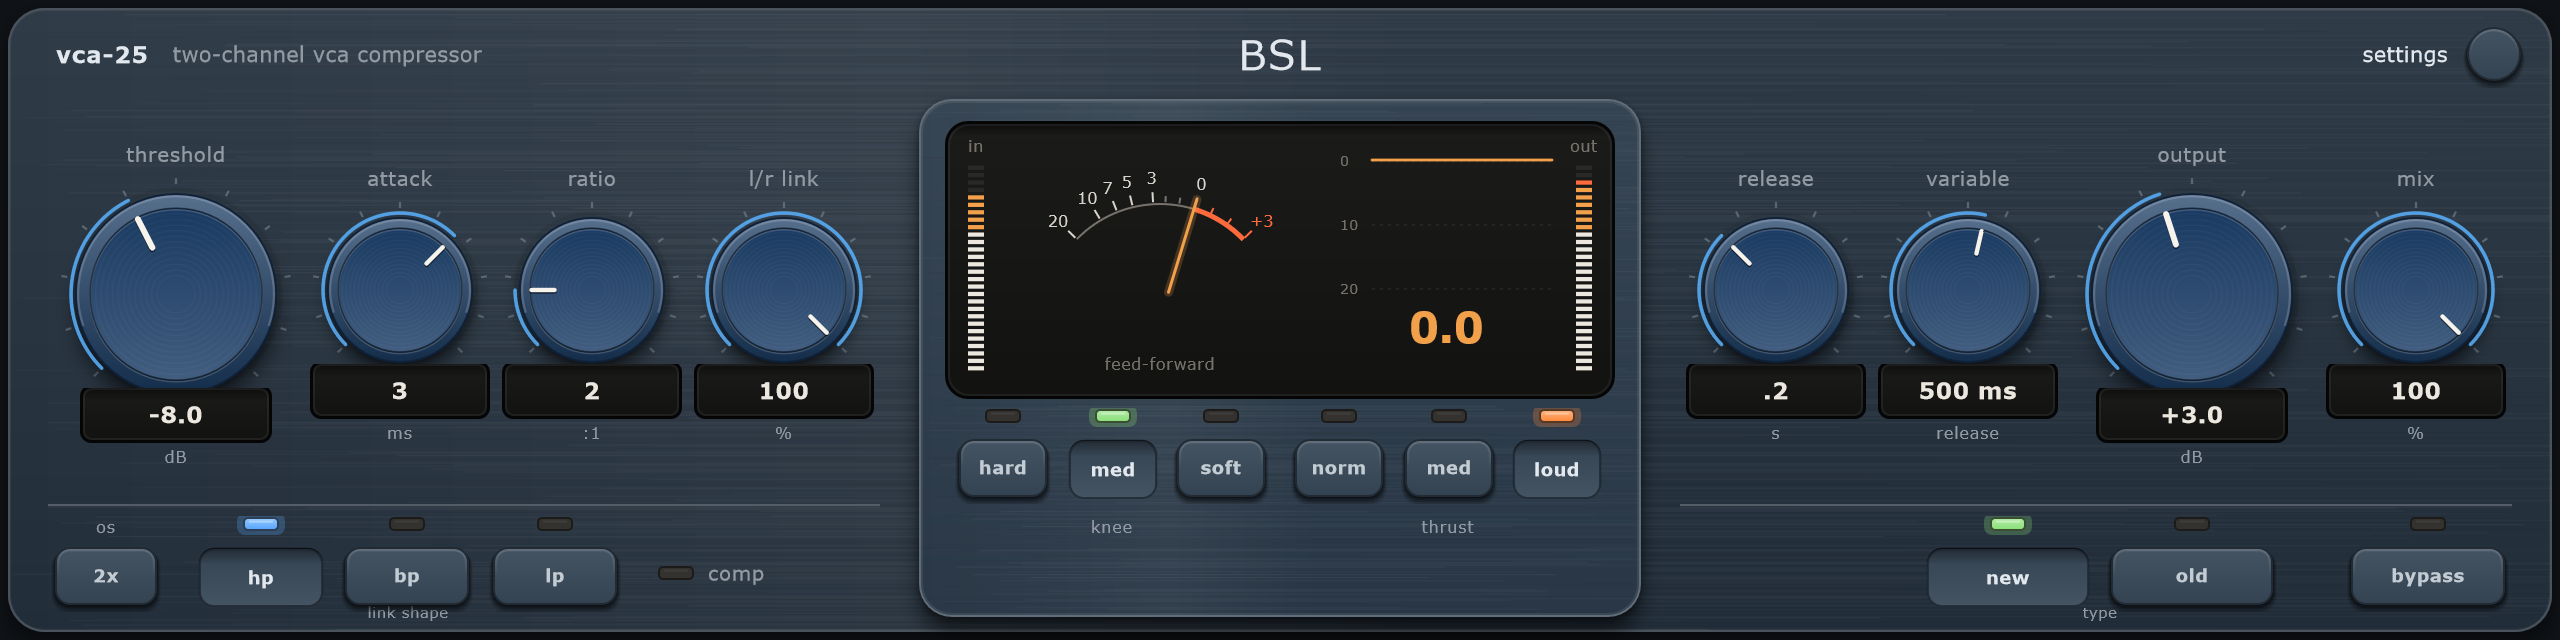 vca-25 two-channel vca compressor
BSL
settings
threshold
-8.0
dB
attack
3
ms
ratio
2
:1
l/r link
100
%
os
2x
hp
bp
lp
link shape
comp
in
20 10 7 5 3 0 +3
feed-forward
0
10
20
0.0
out
hard med soft
knee
norm med loud
thrust
release
.2
s
variable
500 ms
release
output
+3.0
dB
mix
100
%
new old
type
bypass